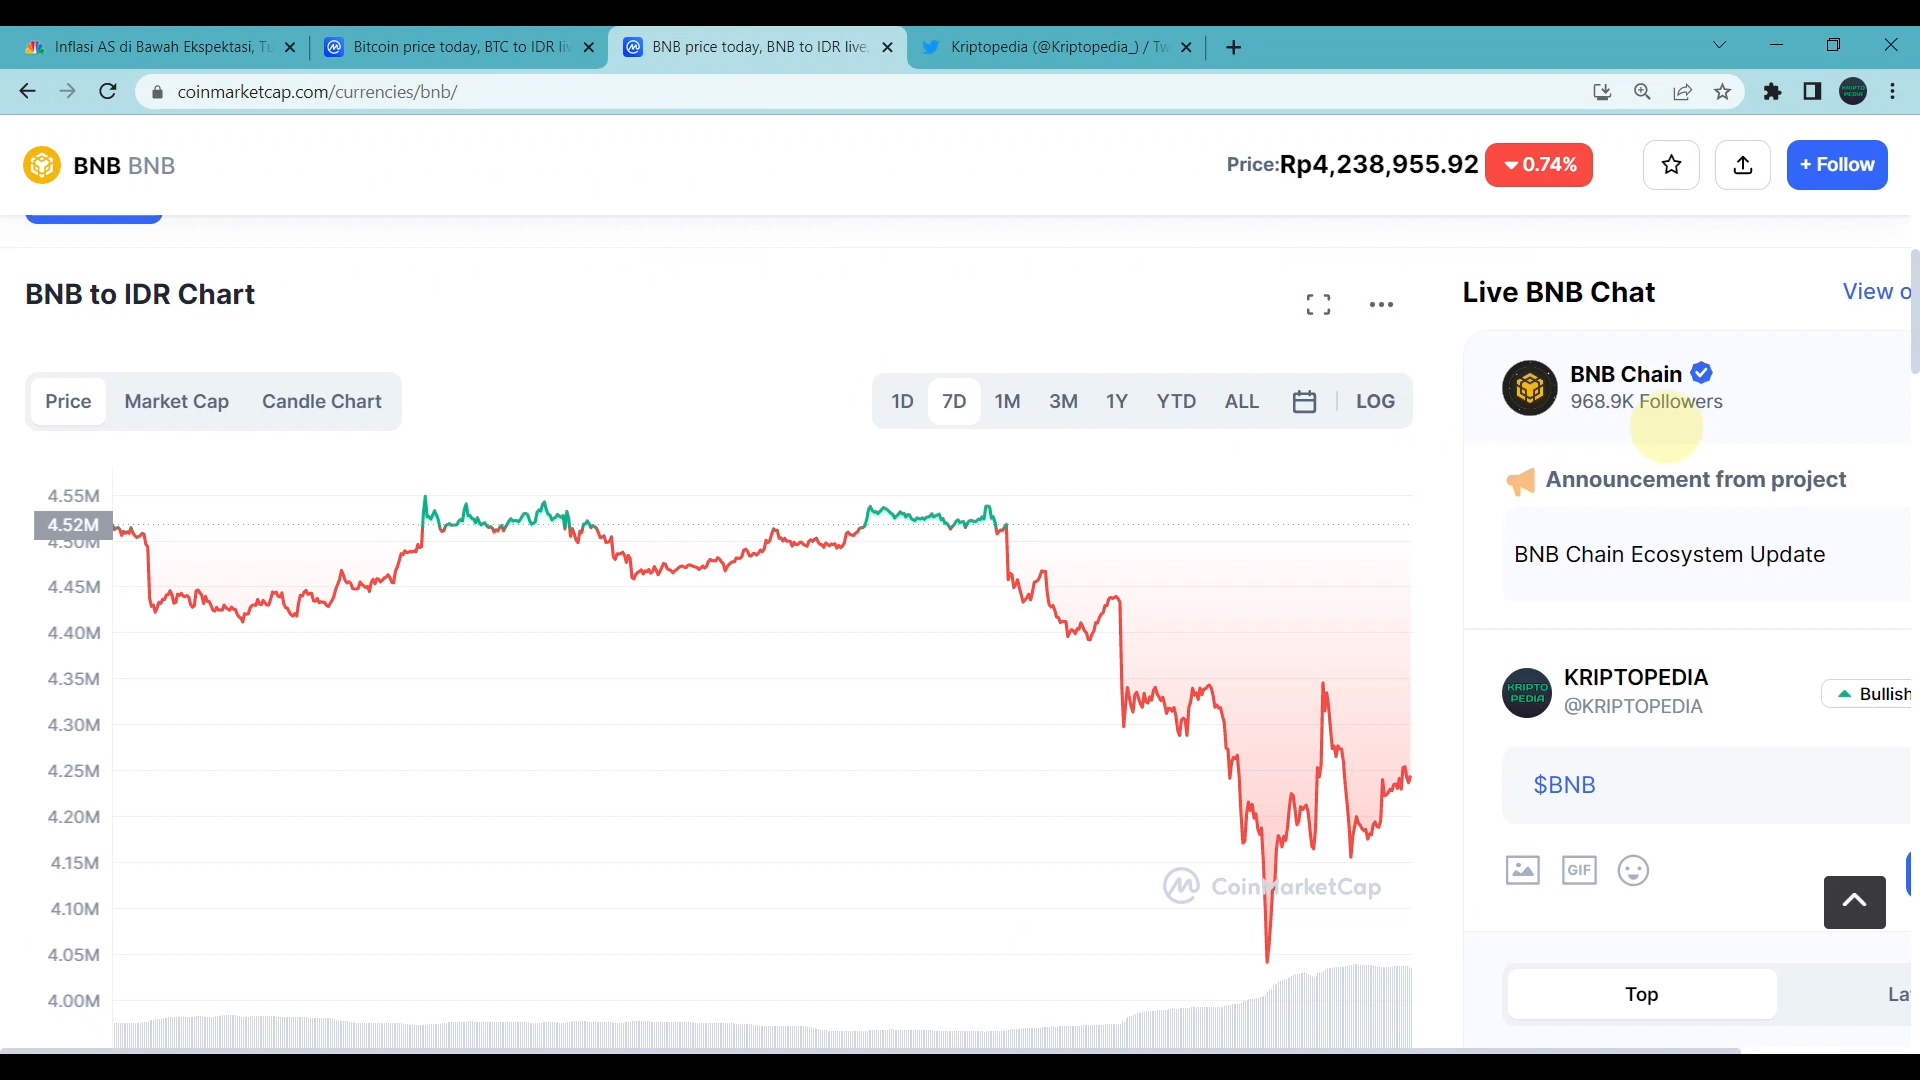 Inflasi AS di Bawah Ekspektasi, Tu
Bitcoin price today, BTC to IDR li
BNB price today, BNB to IDR live,
Kriptopedia (@Kriptopedia_) / Tw
coinmarketcap.com/currencies/bnb/
BNB BNB
Price:Rp4,238,955.92
0.74%
+ Follow
BNB to IDR Chart
Price
Market Cap
Candle Chart
1D
7D
1M
3M
1Y
YTD
ALL
LOG
4.55M
4.52M
4.50M
4.45M
4.40M
4.35M
4.30M
4.25M
4.20M
4.15M
4.10M
4.05M
4.00M
CoinMarketCap
Live BNB Chat
View o
BNB Chain
968.9K Followers
Announcement from project
BNB Chain Ecosystem Update
KRIPTO
PEDIA
KRIPTOPEDIA
@KRIPTOPEDIA
Bullish
$BNB
GIF
Top
La